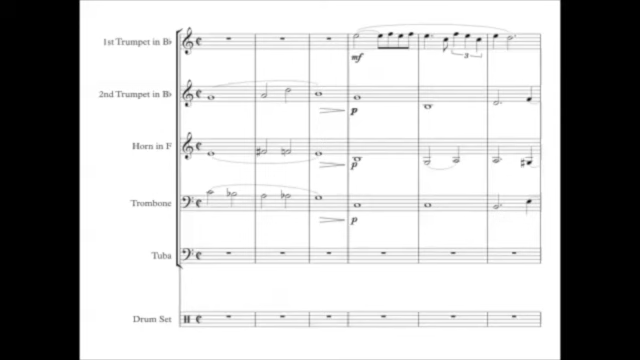 1st Trumpet in B♭
mf
3
2nd Trumpet in B♭
p
Horn in F
p
Trombone
p
Tuba
Drum Set